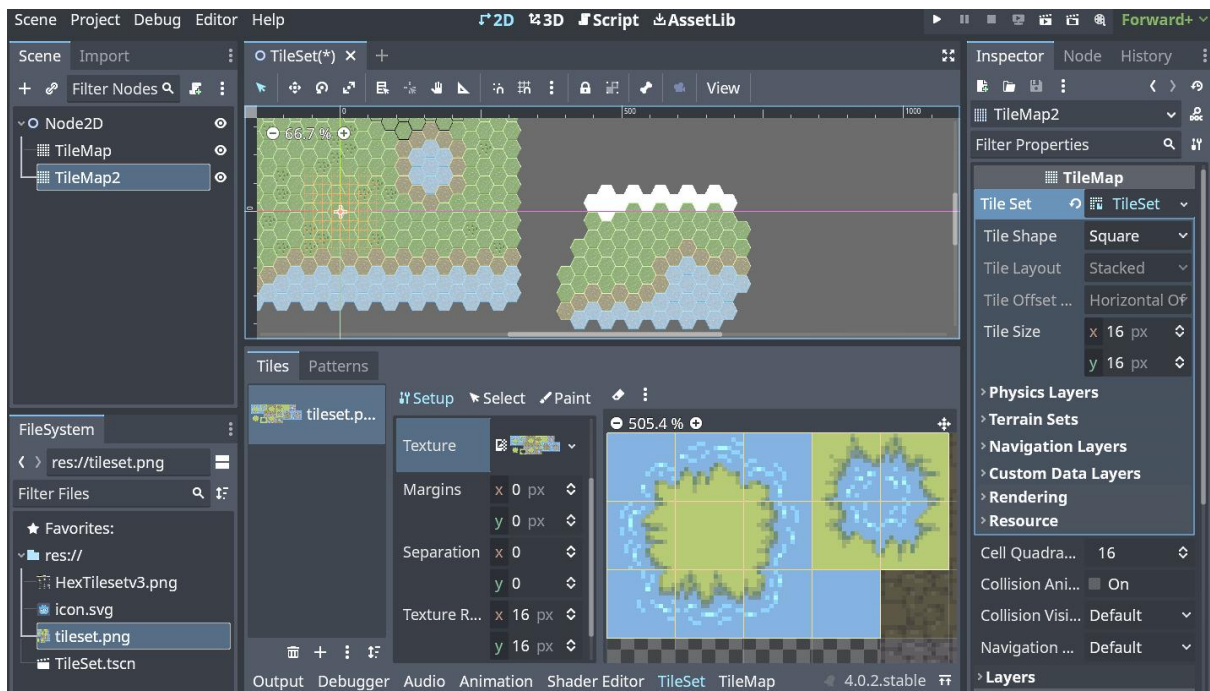 Scene Project Debug Editor Help
2D 3D Script AssetLib
Forward+
Scene Import
Filter Nodes
Node2D
TileMap
TileMap2
FileSystem
res://tileset.png
Filter Files
Favorites:
res://
HexTilesetv3.png
icon.svg
tileset.png
TileSet.tscn
TileSet(*)
View
0 500 1000
66.7 %
0
Tiles Patterns
tileset.p...
Setup Select Paint
Texture
Margins x 0 px
y 0 px
Separation x 0
y 0
Texture R... x 16 px
y 16 px
505.4 %
Output Debugger Audio Animation Shader Editor TileSet TileMap
4.0.2.stable
Inspector Node History
TileMap2
Filter Properties
TileMap
Tile Set TileSet
Tile Shape Square
Tile Layout Stacked
Tile Offset ... Horizontal Of
Tile Size x 16 px
y 16 px
Physics Layers
Terrain Sets
Navigation Layers
Custom Data Layers
Rendering
Resource
Cell Quadra... 16
Collision Ani... On
Collision Visi... Default
Navigation ... Default
Layers